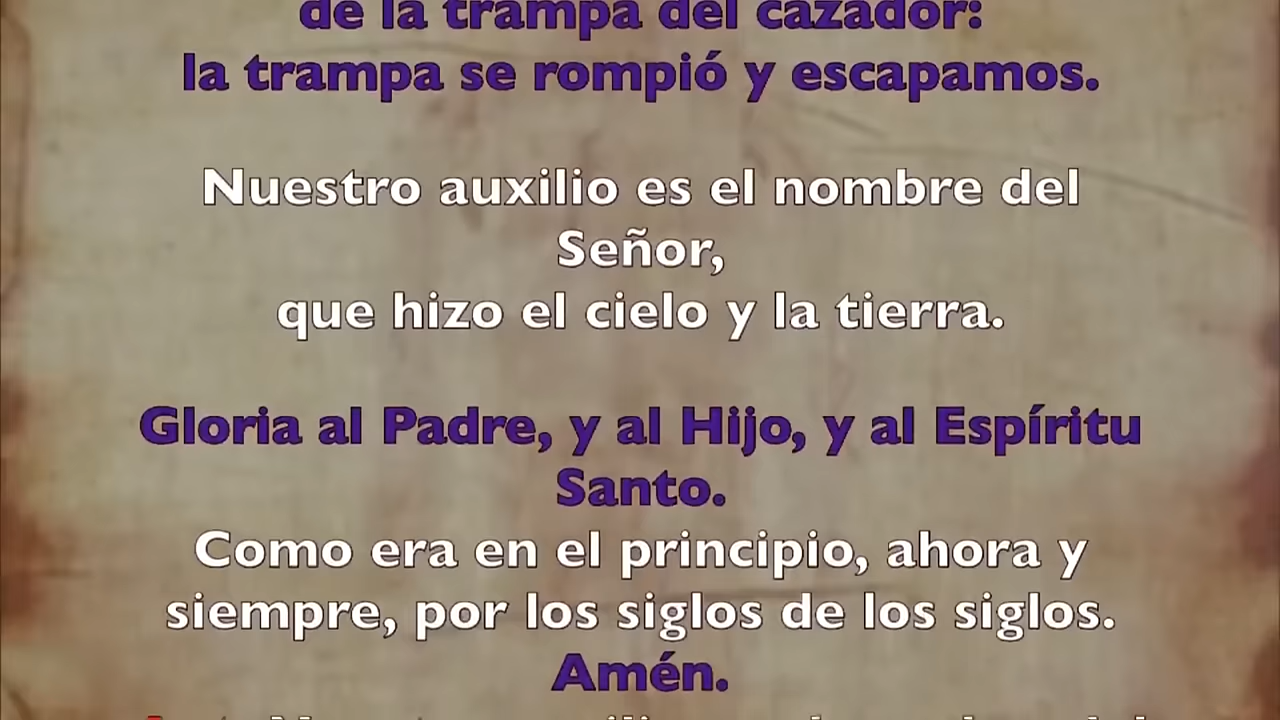 de la trampa del cazador:
la trampa se rompió y escapamos.
Nuestro auxilio es el nombre del
Señor,
que hizo el cielo y la tierra.
Gloria al Padre, y al Hijo, y al Espíritu
Santo.
Como era en el principio, ahora y
siempre, por los siglos de los siglos.
Amén.